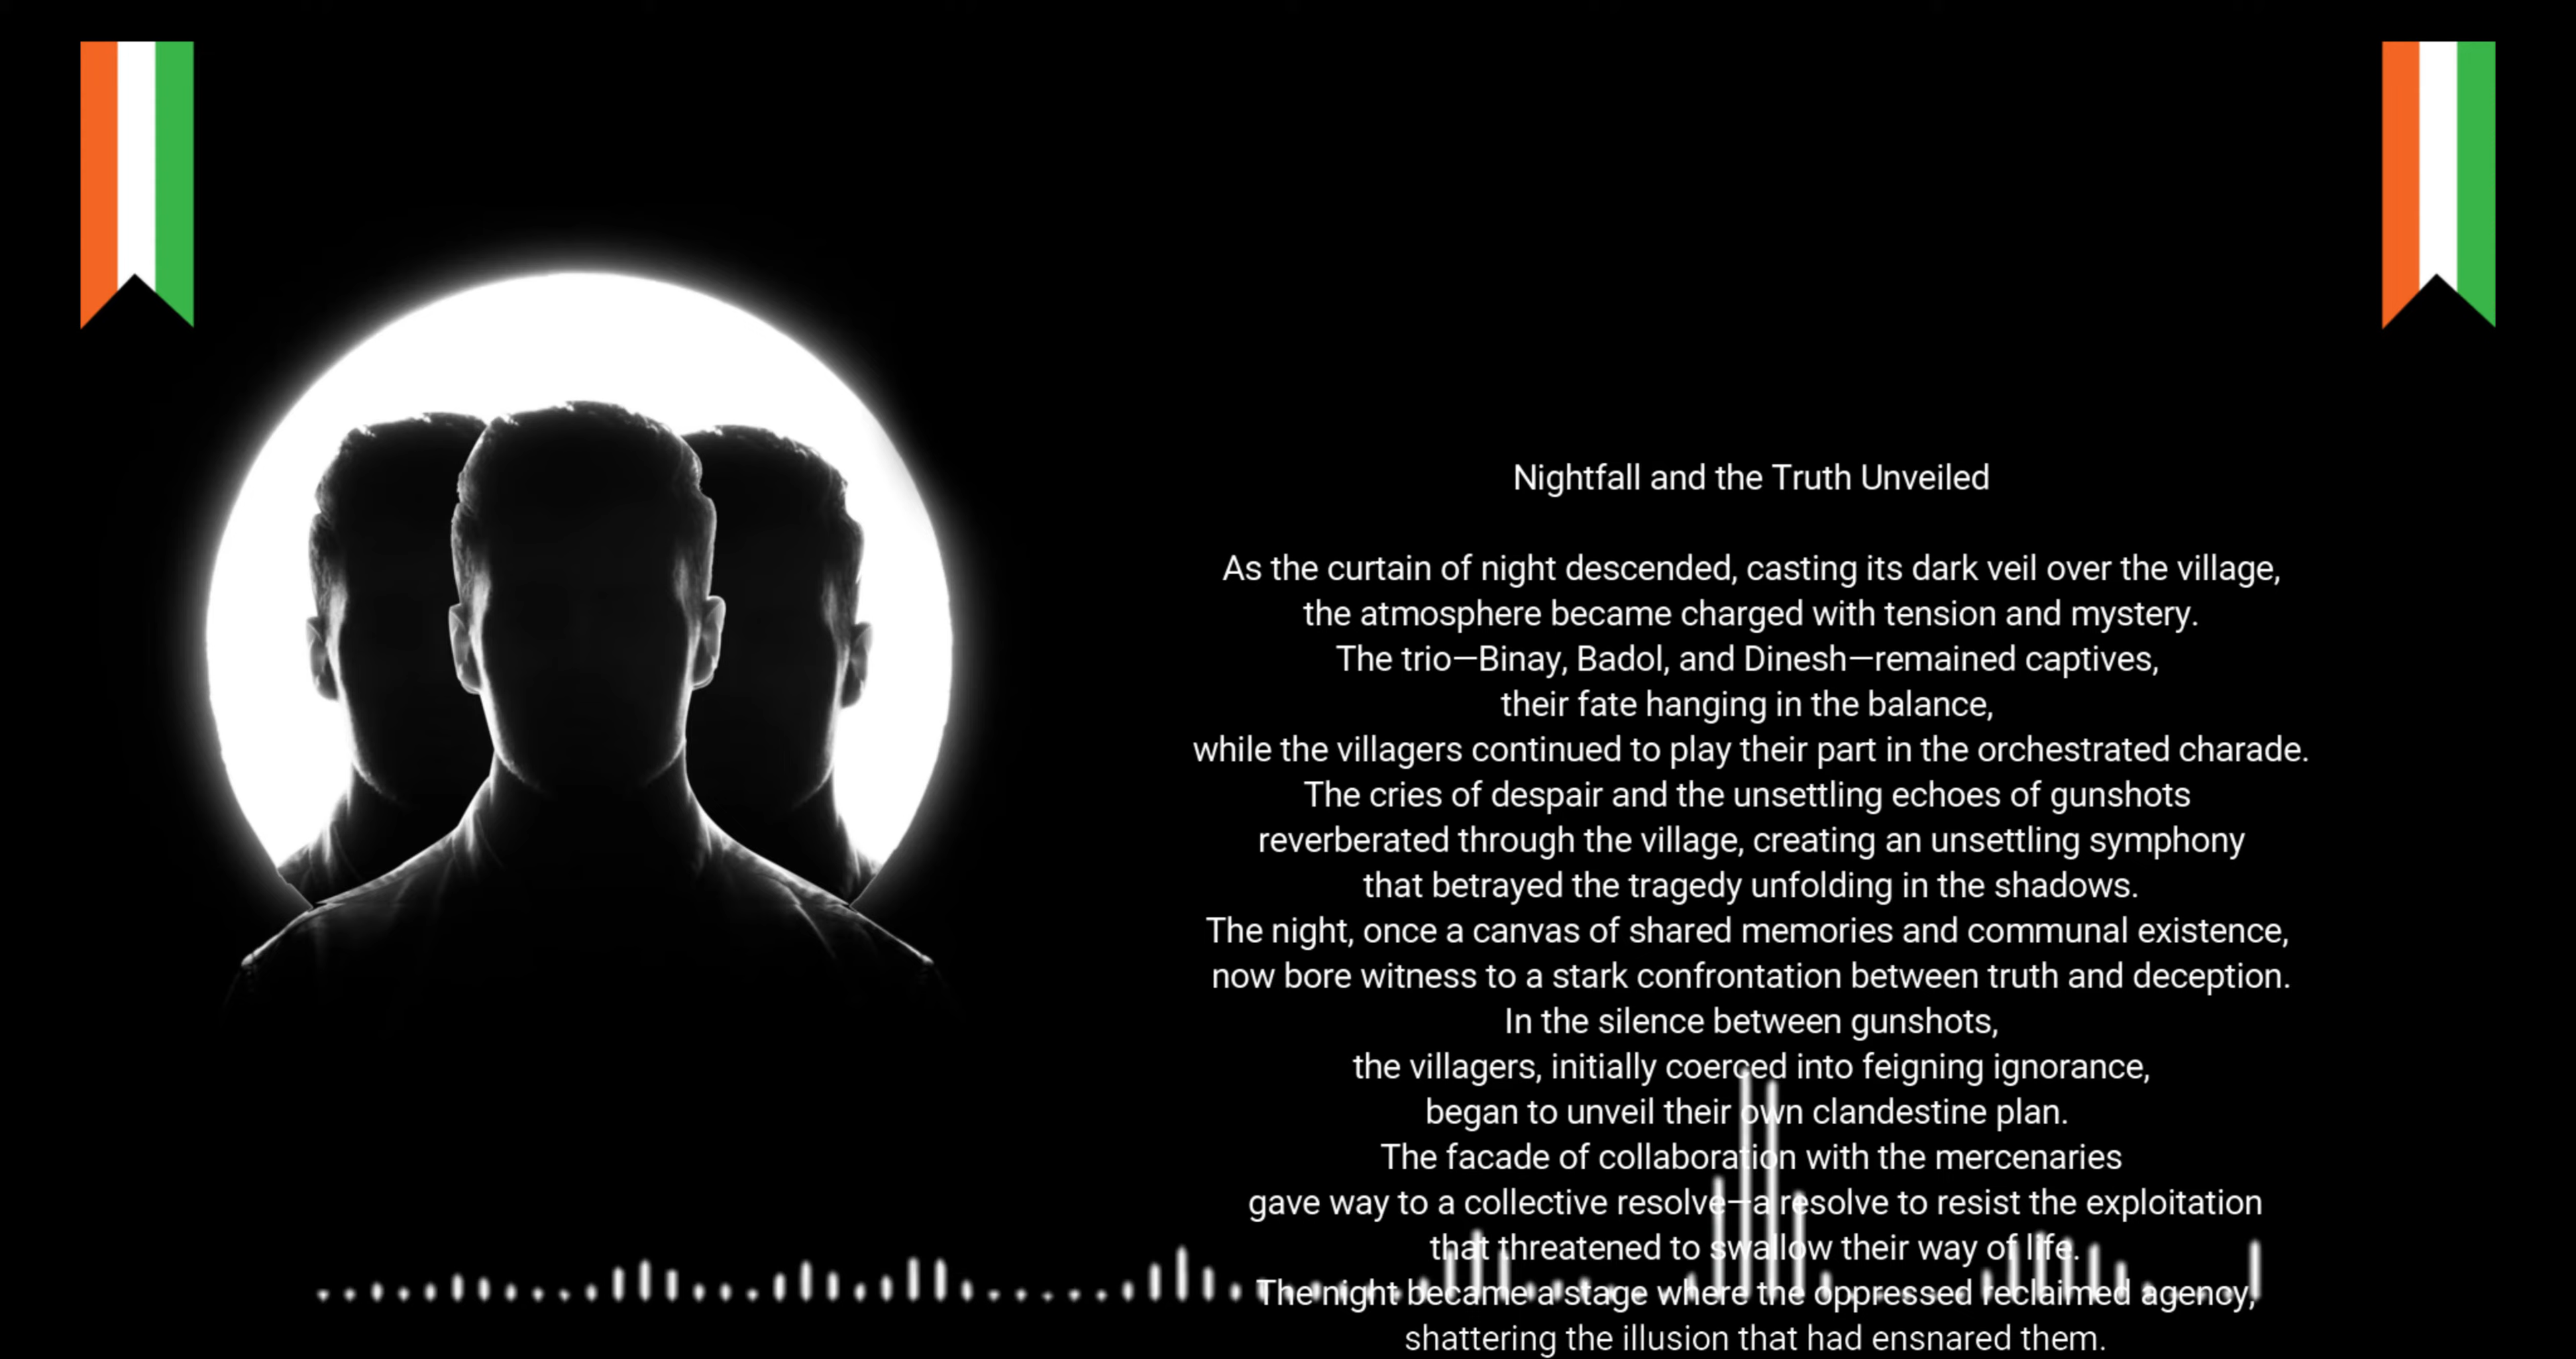 Nightfall and the Truth Unveiled
As the curtain of night descended, casting its dark veil over the village,
the atmosphere became charged with tension and mystery.
The trio—Binay, Badol, and Dinesh—remained captives,
their fate hanging in the balance,
while the villagers continued to play their part in the orchestrated charade.
The cries of despair and the unsettling echoes of gunshots
reverberated through the village, creating an unsettling symphony
that betrayed the tragedy unfolding in the shadows.
The night, once a canvas of shared memories and communal existence,
now bore witness to a stark confrontation between truth and deception.
In the silence between gunshots,
the villagers, initially coerced into feigning ignorance,
began to unveil their own clandestine plan.
The facade of collaboration with the mercenaries
gave way to a collective resolve—a resolve to resist the exploitation
that threatened to swallow their way of life.
The night became a stage where the oppressed reclaimed agency,
shattering the illusion that had ensnared them.